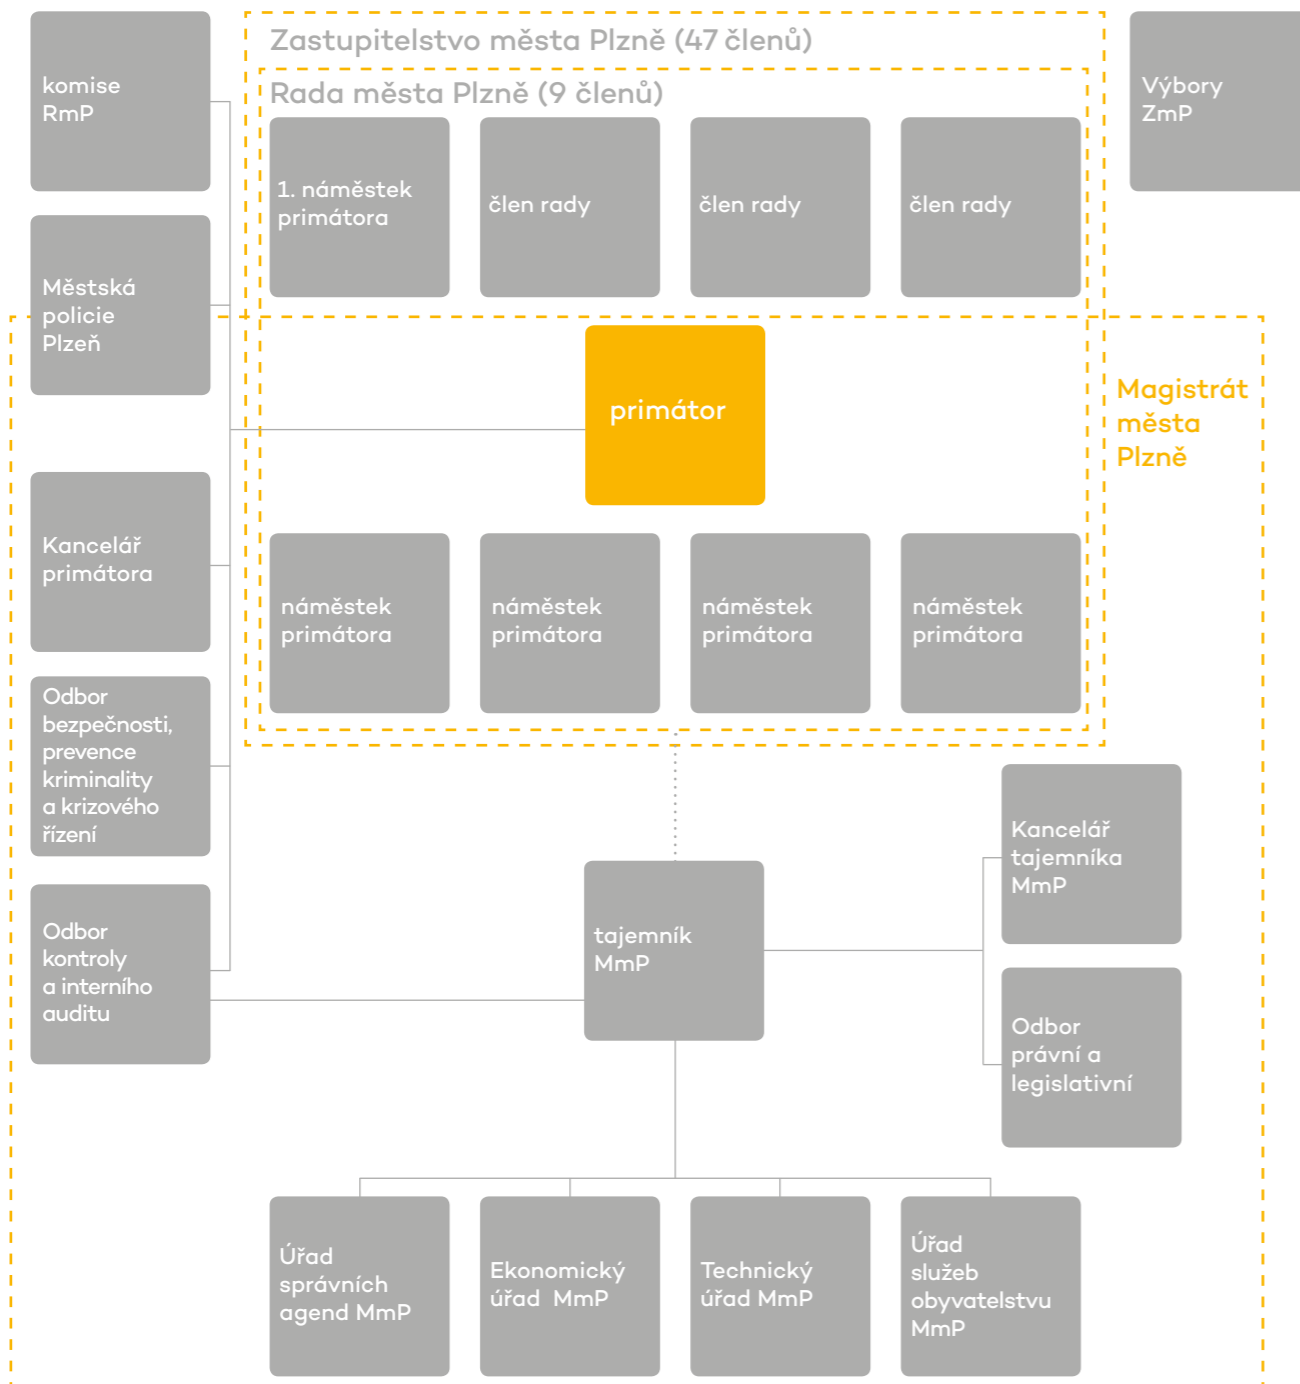 Zastupitelstvo města Plzně (47 členů)
Rada města Plzně (9 členů)
komise
RmP
Výbory
ZmP
1. náměstek
primátora
člen rady
člen rady
člen rady
Městská
policie
Plzeň
primátor
Magistrát
města
Plzně
Kancelář
primátora
náměstek
primátora
náměstek
primátora
náměstek
primátora
náměstek
primátora
Odbor
bezpečnosti,
prevence
kriminality
a krizového
řízení
Kancelář
tajemníka
MmP
Odbor
kontroly
a interního
auditu
tajemník
MmP
Odbor
právní a
legislativní
Úřad
správních
agend MmP
Ekonomický
úřad MmP
Technický
úřad MmP
Úřad
služeb
obyvatelstvu
MmP